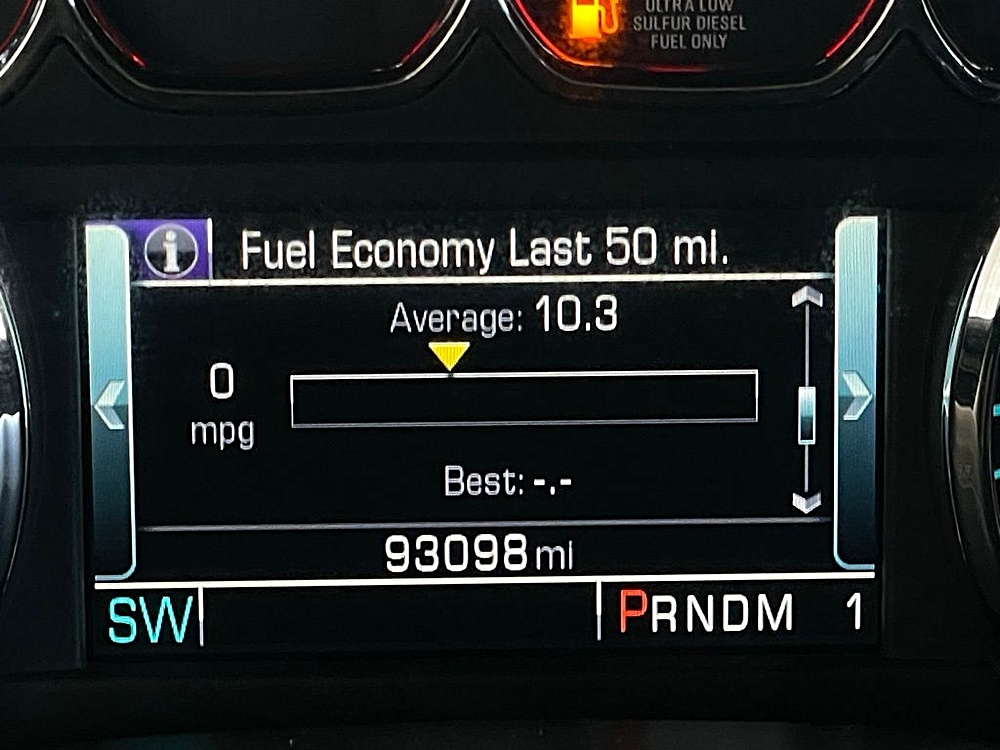 ULTRA LOW
SULFUR DIESEL
FUEL ONLY
i Fuel Economy Last 50 mi.
Average: 10.3
0
mpg
Best: -.-
93098 mi
SW PRNDM 1